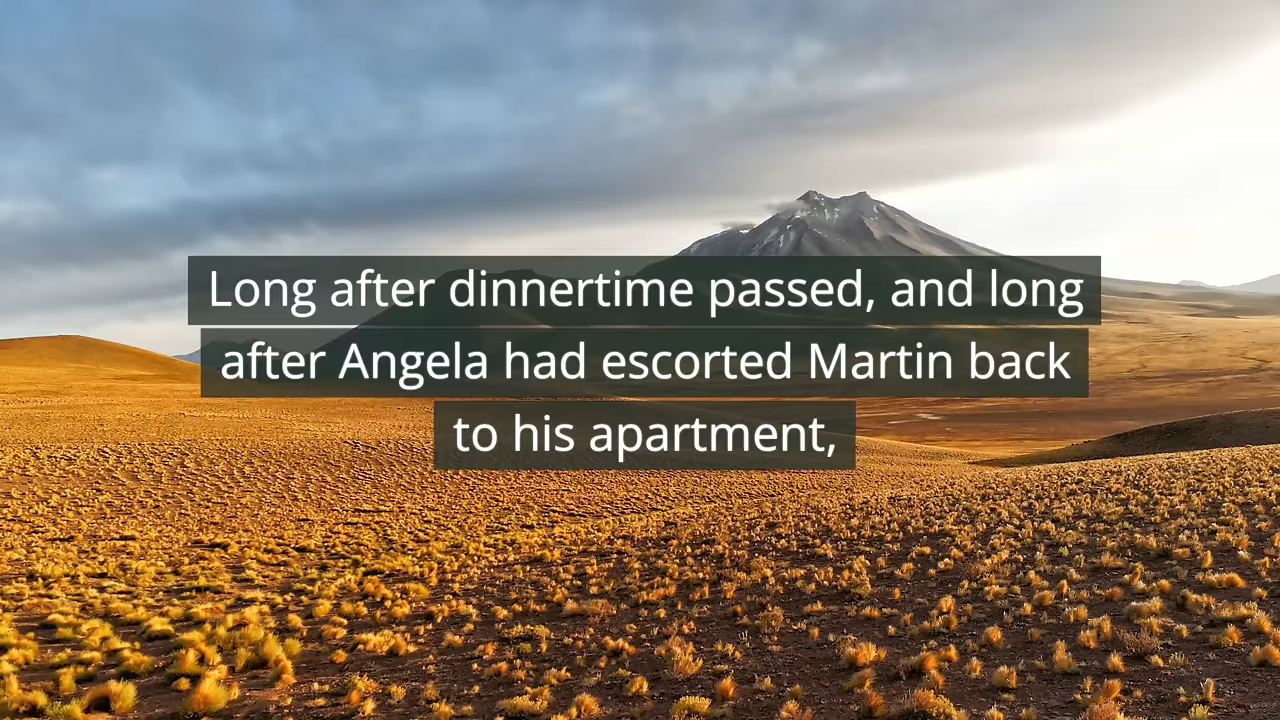 Long after dinnertime passed, and long
after Angela had escorted Martin back
to his apartment,